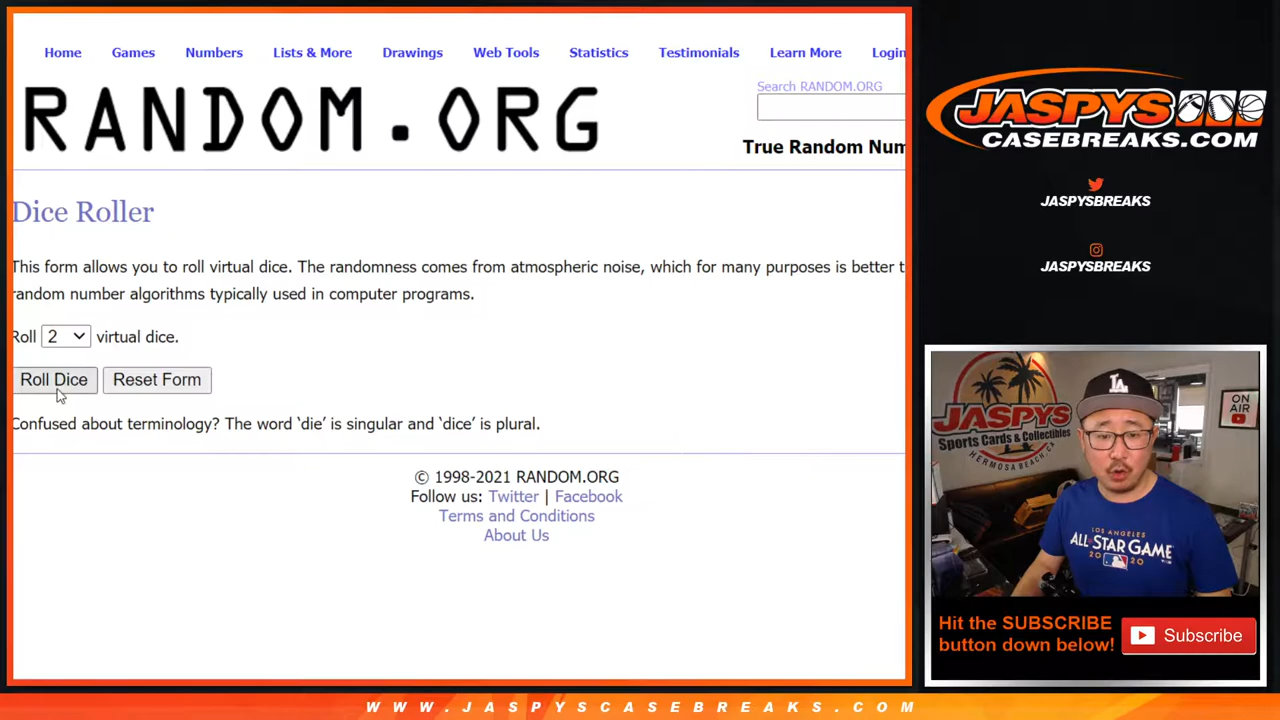 Home Games Numbers Lists & More Drawings Web Tools Statistics Testimonials Learn More Login
RANDOM.ORG
Search RANDOM.ORG
True Random Num
Dice Roller
This form allows you to roll virtual dice. The randomness comes from atmospheric noise, which for many purposes is better t
random number algorithms typically used in computer programs.
Roll 2 virtual dice.
Roll Dice Reset Form
Confused about terminology? The word ‘die’ is singular and ‘dice’ is plural.
© 1998-2021 RANDOM.ORG
Follow us: Twitter | Facebook
Terms and Conditions
About Us
JASPYS
CASEBREAKS.COM
JASPYSBREAKS
JASPYSBREAKS
JASPYS
Sports Cards & Collectibles
HERMOSA BEACH, CA
LA
ON
AIR
LOS ANGELES
ALL STAR GAME
2020
Hit the SUBSCRIBE
button down below!
Subscribe
WWW.JASPYSCASEBREAKS.COM